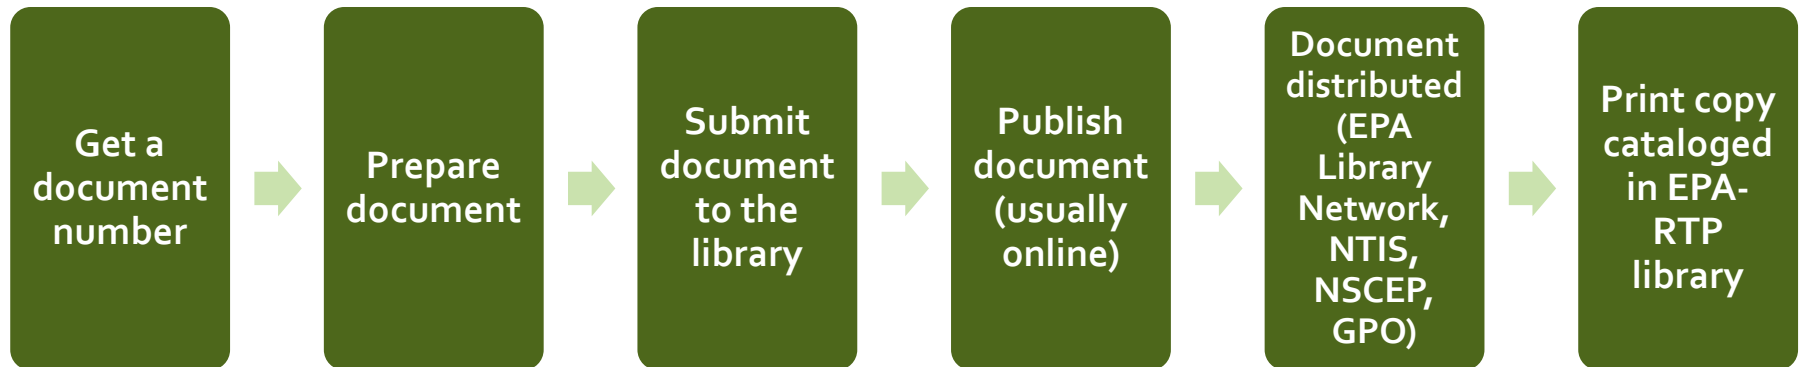 Get a
document
number
Prepare
document
Submit
document
to the
library
Publish
document
(usually
online)
Document
distributed
(EPA
Library
Network,
NTIS,
NSCEP,
GPO)
Print copy
cataloged
in EPA-
RTP
library